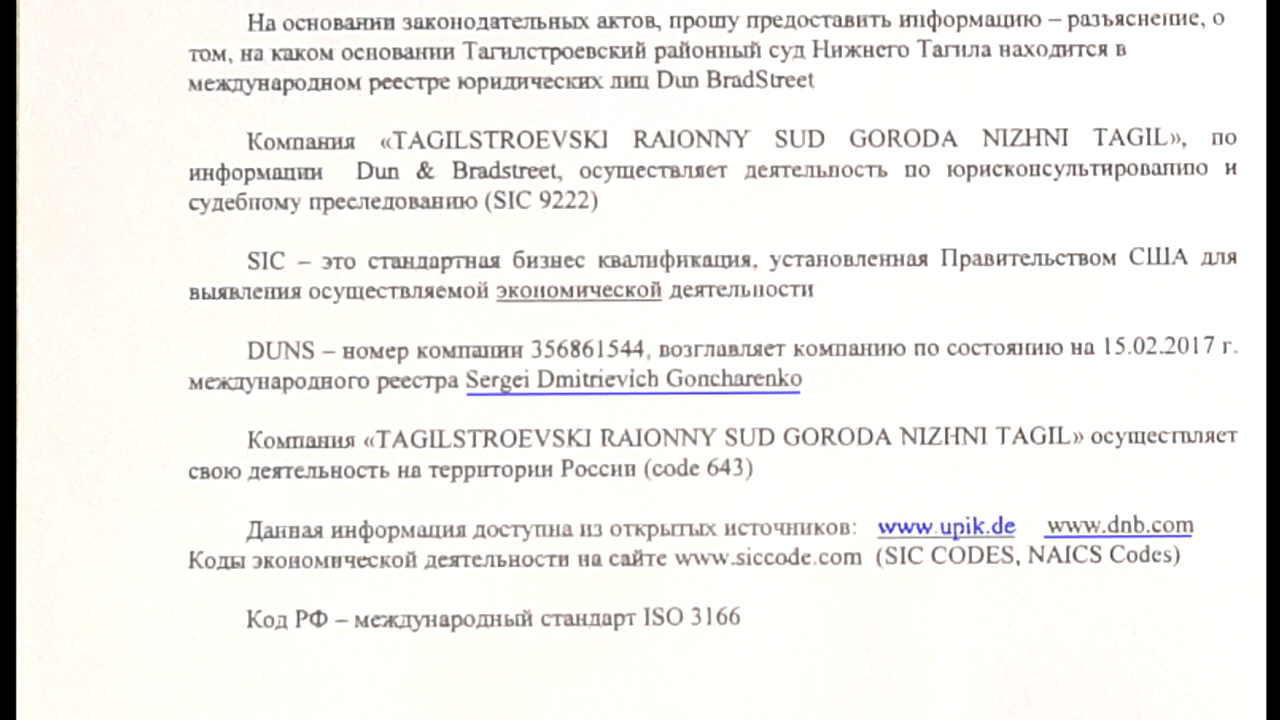 На основании законодательных актов, прошу предоставить информацию – разъяснение, о
том, на каком основании Тагилстроевский районный суд Нижнего Тагила находится в
международном реестре юридических лиц Dun BradStreet
Компания «TAGILSTROEVSKI RAIONNY SUD GORODA NIZHNI TAGIL», по
информации Dun & Bradstreet, осуществляет деятельность по юрисконсультированию и
судебному преследованию (SIC 9222)
SIC – это стандартная бизнес квалификация, установленная Правительством США для
выявления осуществляемой экономической деятельности
DUNS – номер компании 356861544, возглавляет компанию по состоянию на 15.02.2017 г.
международного реестра Sergei Dmitrievich Goncharenko
Компания «TAGILSTROEVSKI RAIONNY SUD GORODA NIZHNI TAGIL» осуществляет
свою деятельность на территории России (code 643)
Данная информация доступна из открытых источников: www.upik.de www.dnb.com
Коды экономической деятельности на сайте www.siccode.com (SIC CODES, NAICS Codes)
Код РФ – международный стандарт ISO 3166